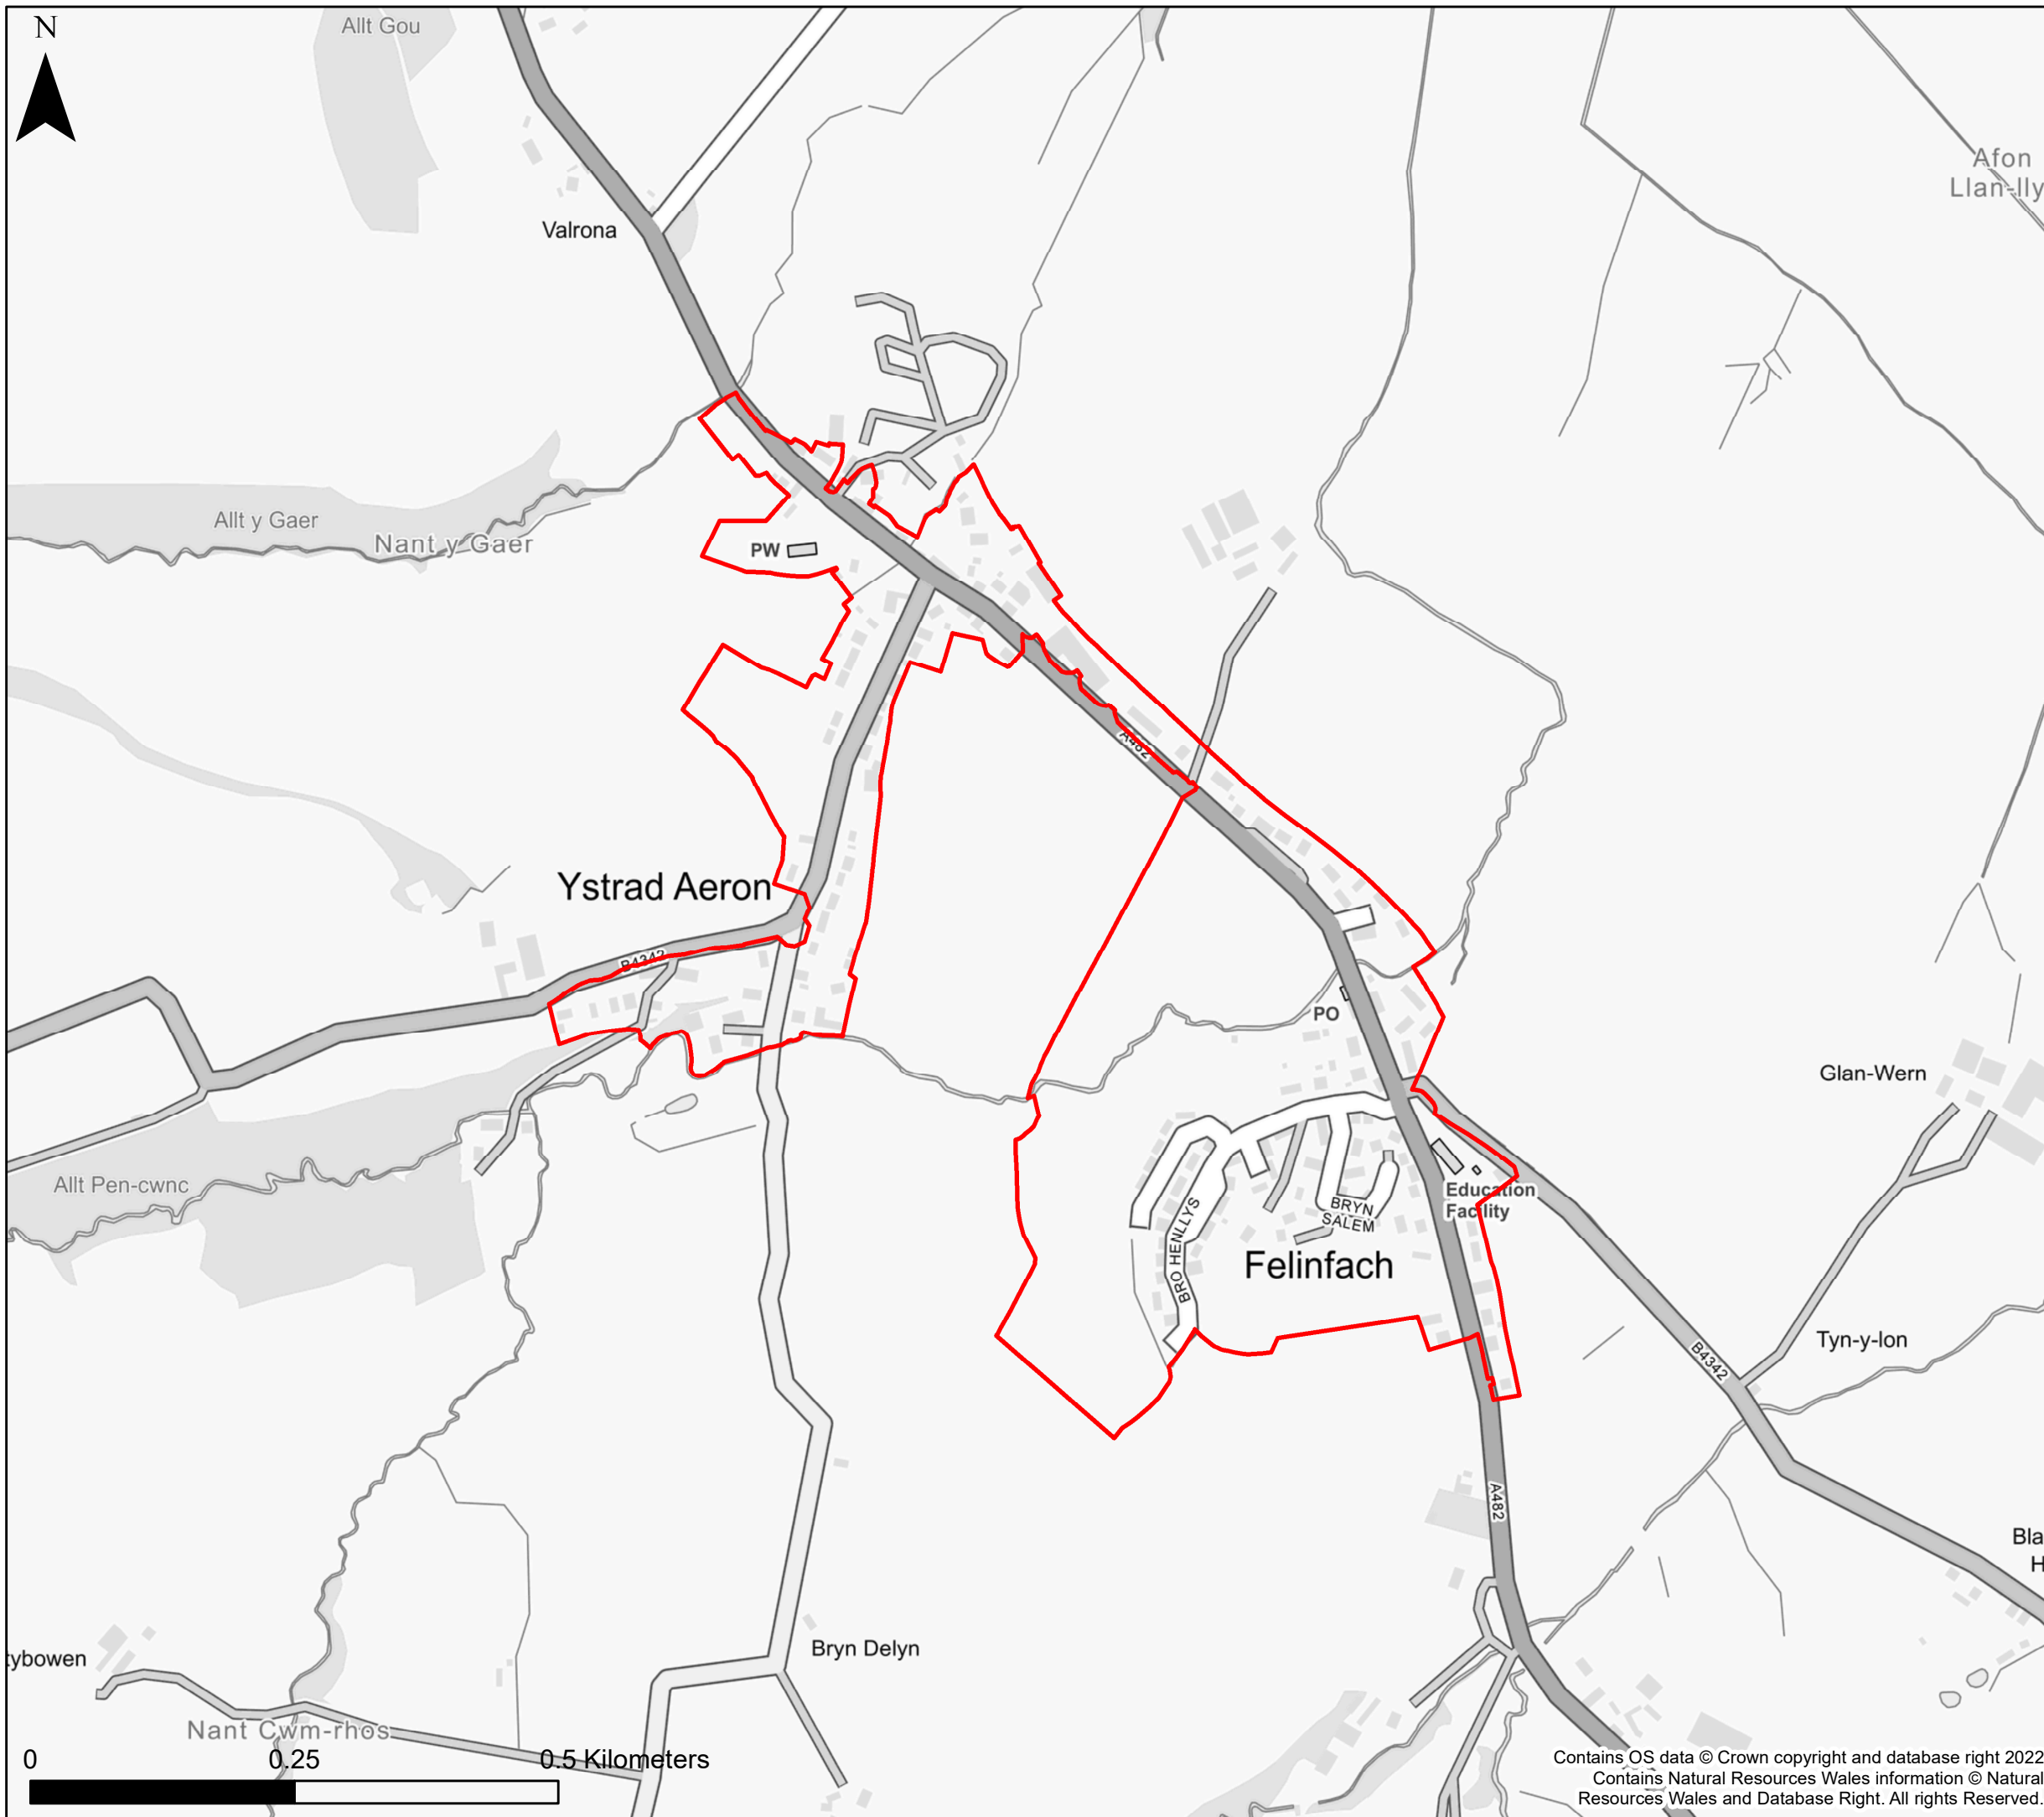 N
Allt Gou
Afon
Llan-lly
Valrona
Allt y Gaer
Nant y Gaer
PW
A482
Ystrad Aeron
B4342
PO
Glan-Wern
Allt Pen-cwnc
Education
Facility
BRYN
SALEM
BRO HENLLYS
Felinfach
Tyn-y-lon
B4342
A482
Bla
H
tybowen
Bryn Delyn
Nant Cwm-rhos
0 0.25 0.5 Kilometers
Contains OS data © Crown copyright and database right 2022
Contains Natural Resources Wales information © Natural
Resources Wales and Database Right. All rights Reserved.